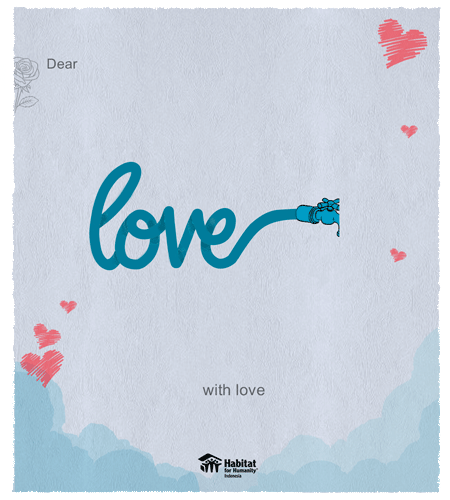 Dear
love
with love
Habitat
for Humanity®
Indonesia